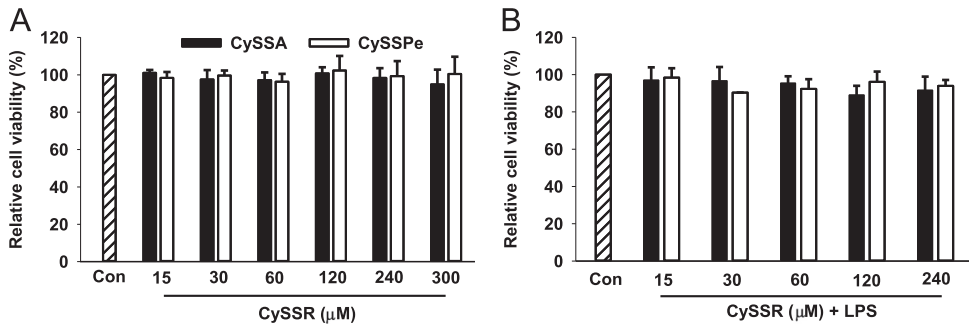 A
120
100
80
60
40
20
0
Relative cell viability (%)
CySSA
CySSPe
Con 15 30 60 120 240 300
CySSR (μM)
B
120
100
80
60
40
20
0
Relative cell viability (%)
Con 15 30 60 120 240
CySSR (μM) + LPS